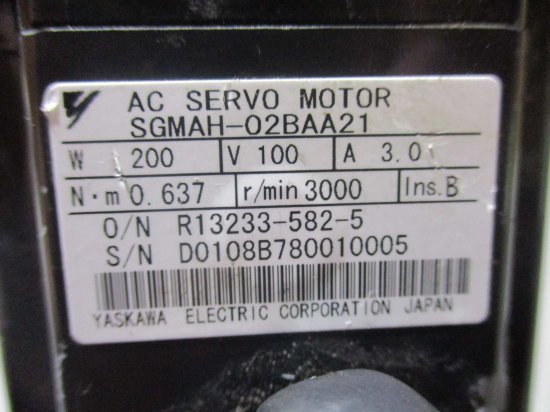 AC SERVO MOTOR
SGMAH-02BAA21
W 200 V 100 A 3.0
N·m 0.637 r/min 3000 Ins.B
O/N R13233-582-5
S/N D0108B780010005
YASKAWA ELECTRIC CORPORATION JAPAN